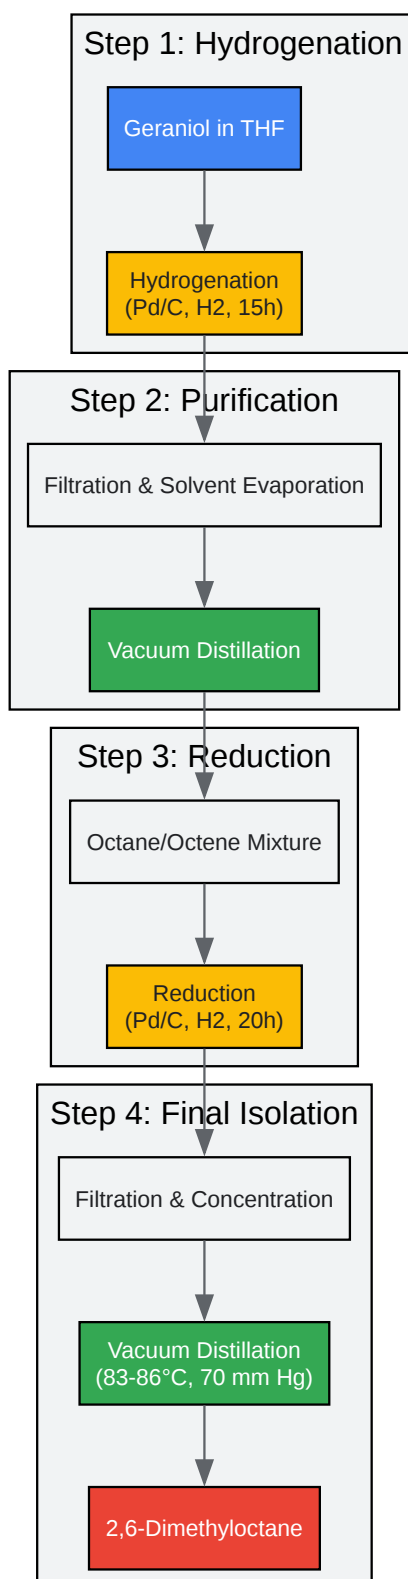 Step 1: Hydrogenation
Geraniol in THF
Hydrogenation
(Pd/C, H2, 15h)
Step 2: Purification
Filtration & Solvent Evaporation
Vacuum Distillation
Step 3: Reduction
Octane/Octene Mixture
Reduction
(Pd/C, H2, 20h)
Step 4: Final Isolation
Filtration & Concentration
Vacuum Distillation
(83-86°C, 70 mm Hg)
2,6-Dimethyloctane